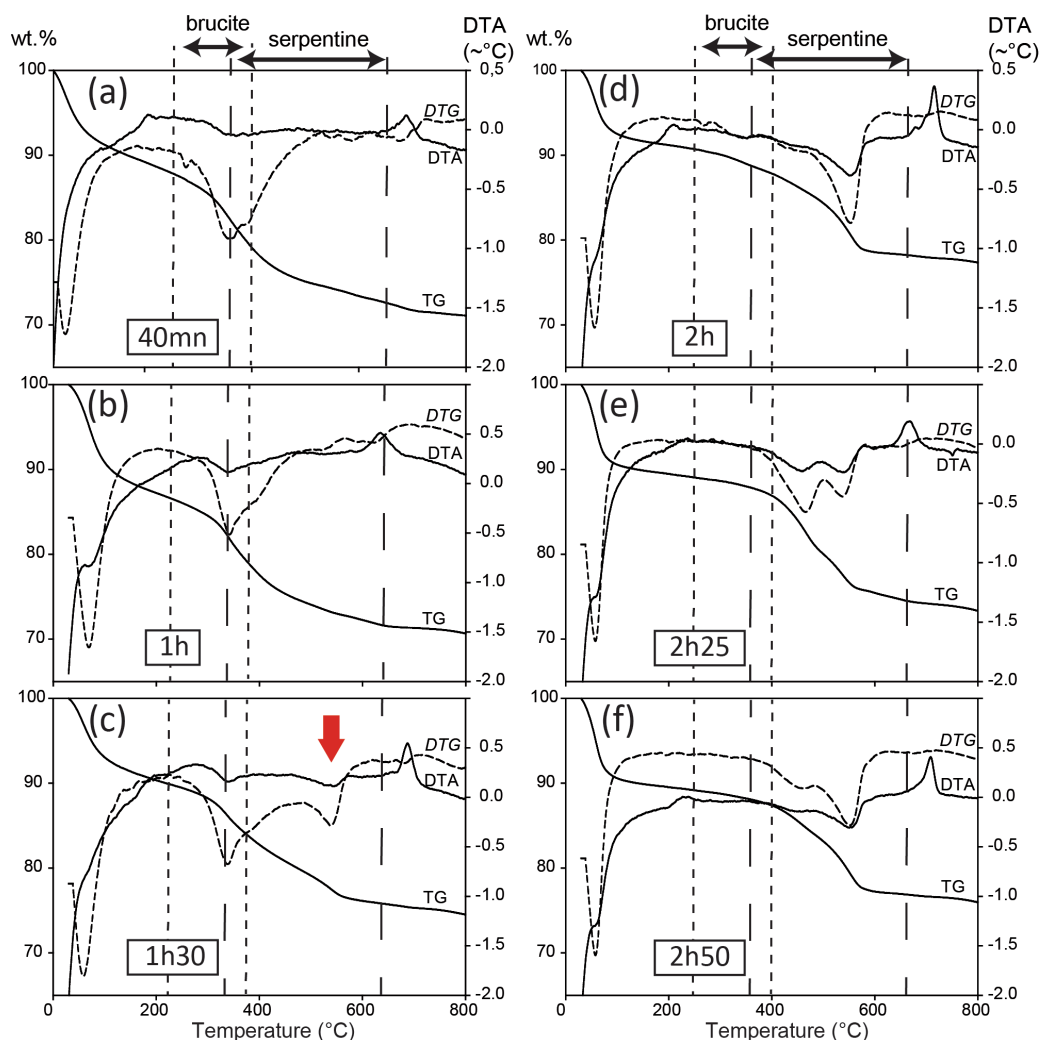 brucite
serpentine
wt.%
DTA
(~°C)
brucite
serpentine
wt.%
DTA
(~°C)
100
90
80
70
(a)
DTG
DTA
TG
40mn
0,5
0.0
-0.5
-1.0
-1.5
-2.0
100
90
80
70
(d)
DTG
DTA
TG
2h
0.5
0.0
-0.5
-1.0
-1.5
-2.0
100
90
80
70
(b)
DTG
DTA
TG
1h
0.5
0.0
-0.5
-1.0
-1.5
-2.0
100
90
80
70
(e)
DTG
DTA
TG
2h25
0.0
-0.5
-1.0
-1.5
-2.0
100
90
80
70
(c)
DTG
DTA
TG
1h30
0.5
0.0
-0.5
-1.0
-1.5
-2.0
0
200
400
600
800
Temperature (°C)
100
90
80
70
(f)
DTG
DTA
TG
2h50
0.5
0.0
-0.5
-1.0
-1.5
-2.0
0
200
400
600
800
Temperature (°C)